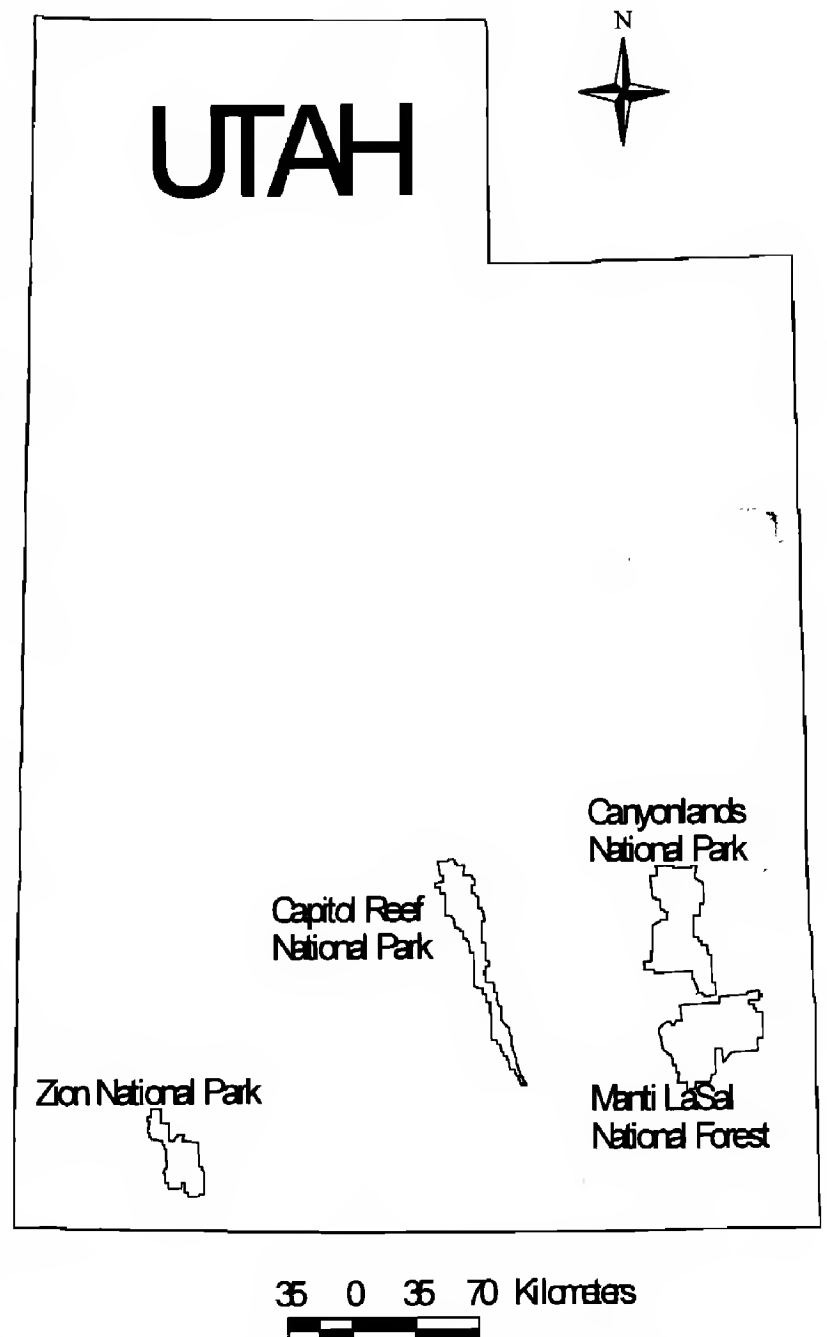 N
UTAH
Canyonlands
National Park
Capitol Reef
National Park
Zion National Park
Manti LaSal
National Forest
35 0 35 70 Kilometers